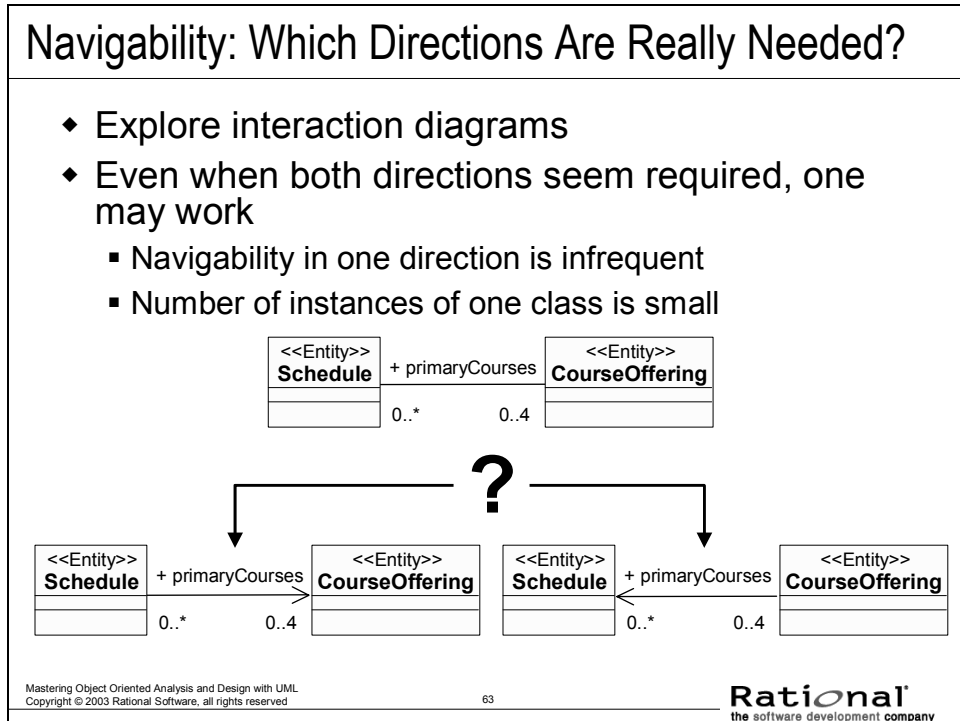 Navigability: Which Directions Are Really Needed?
◆ Explore interaction diagrams
◆ Even when both directions seem required, one
may work
▪ Navigability in one direction is infrequent
▪ Number of instances of one class is small
<<Entity>>
Schedule
+ primaryCourses
0..*
0..4
<<Entity>>
CourseOffering
?
<<Entity>>
Schedule
+ primaryCourses
0..*
0..4
<<Entity>>
CourseOffering
<<Entity>>
Schedule
+ primaryCourses
0..*
0..4
<<Entity>>
CourseOffering
Mastering Object Oriented Analysis and Design with UML
Copyright © 2003 Rational Software, all rights reserved
63
Rational
the software development company